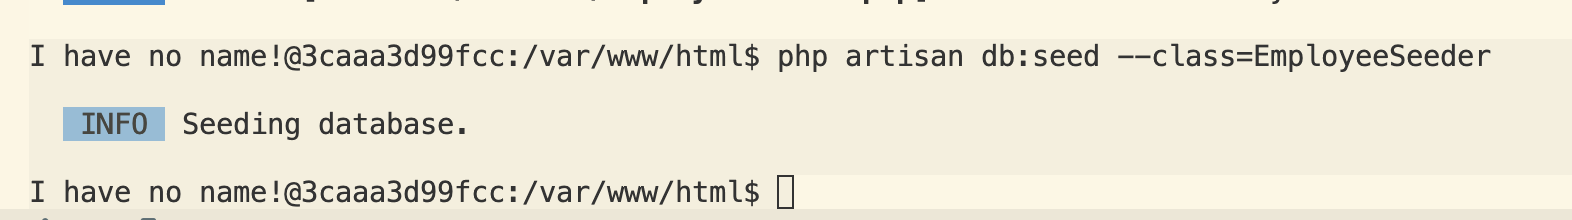 I have no name!@3caaa3d99fcc:/var/www/html$ php artisan db:seed --class=EmployeeSeeder
INFO Seeding database.
I have no name!@3caaa3d99fcc:/var/www/html$